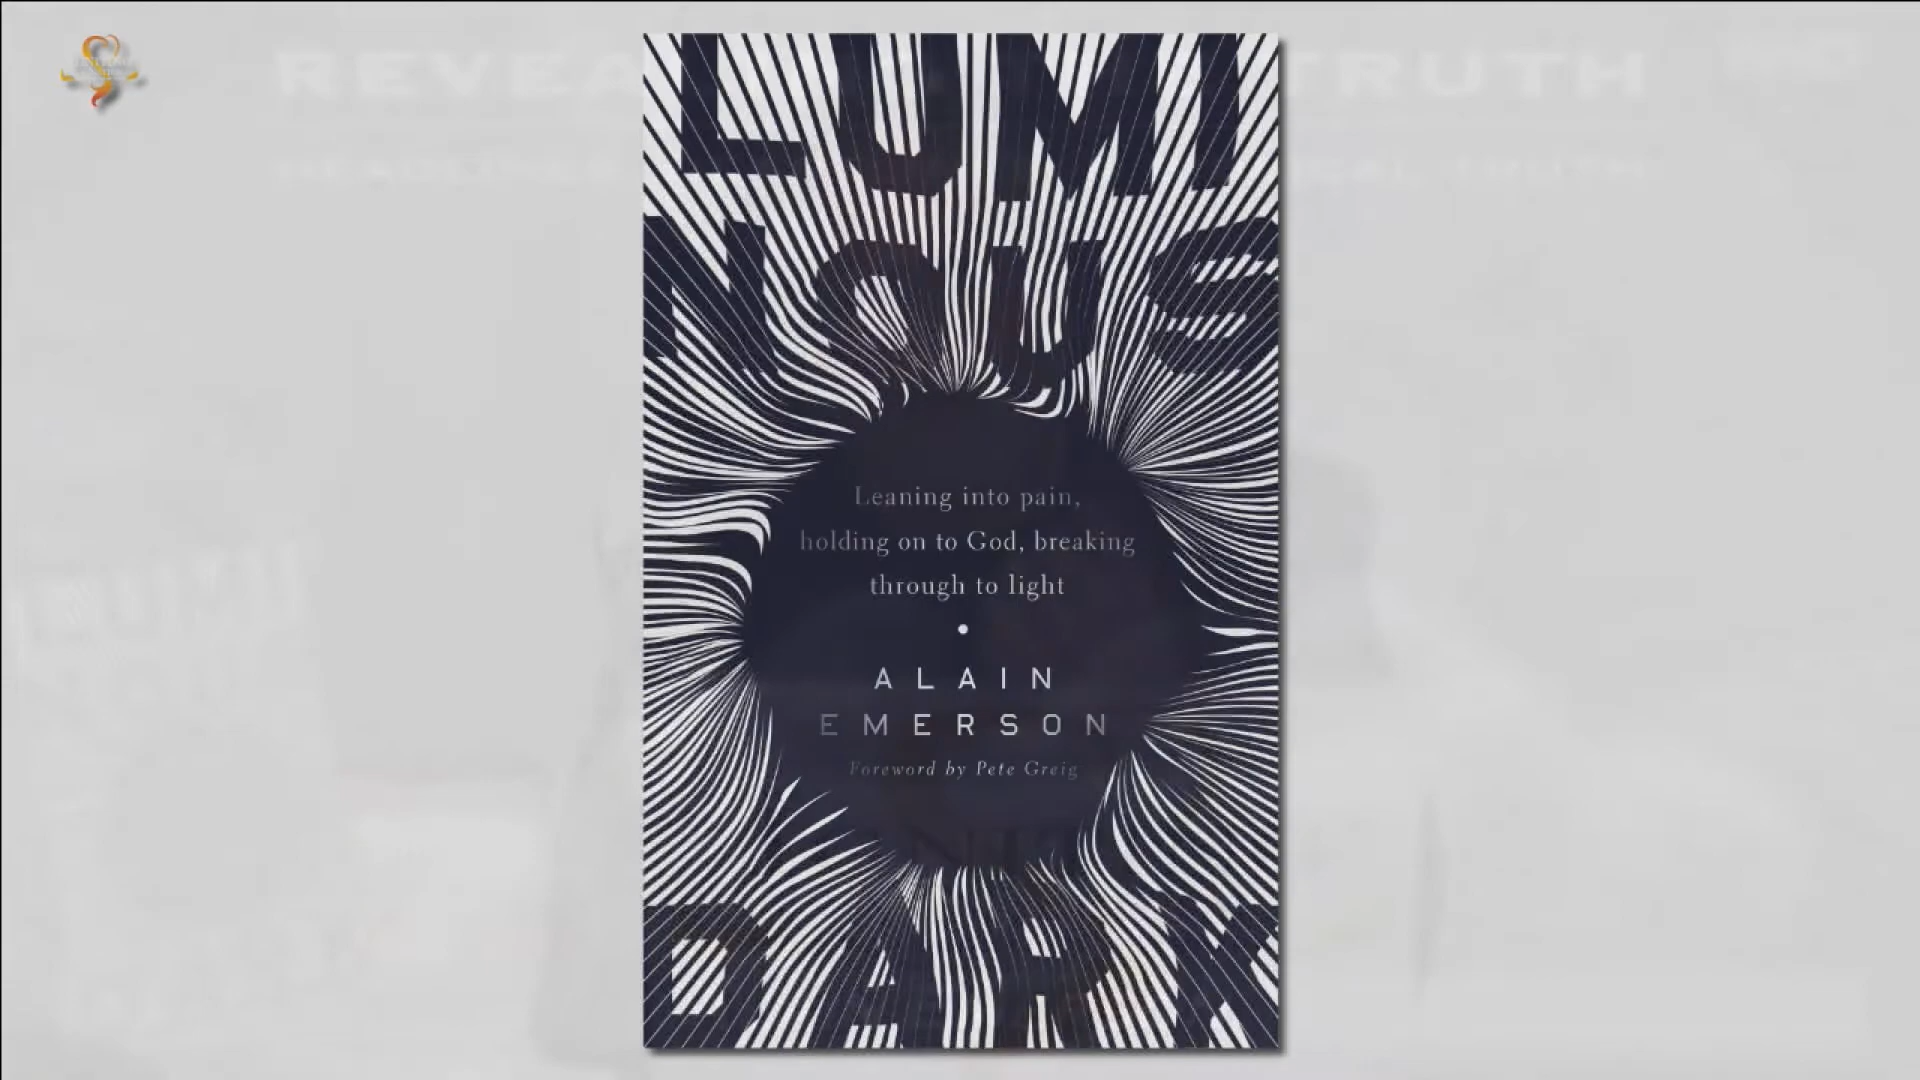 LUMI
NOUS
Leaning into pain,
holding on to God, breaking
through to light
ALAIN
EMERSON
Foreword by Pete Greig
DARK
TRUTH